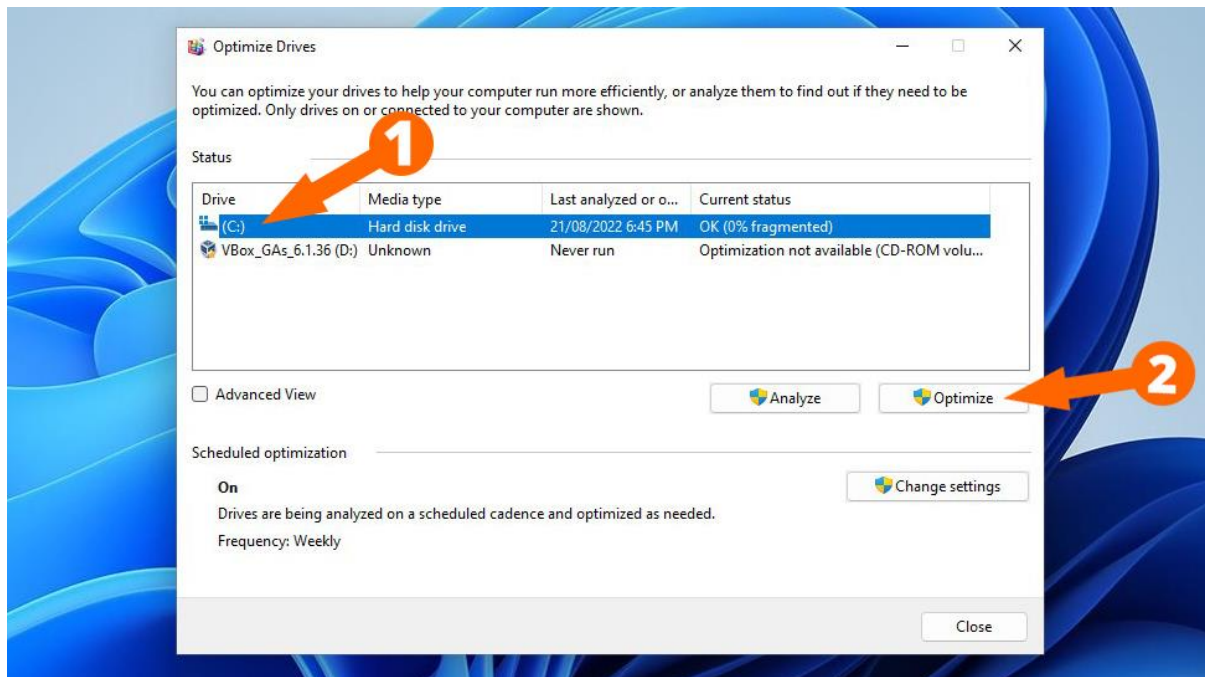 Optimize Drives
You can optimize your drives to help your computer run more efficiently, or analyze them to find out if they need to be
optimized. Only drives on or connected to your computer are shown.
1
Status
Drive Media type Last analyzed or o... Current status
(C:) Hard disk drive 21/08/2022 6:45 PM OK (0% fragmented)
VBox_GAs_6.1.36 (D:) Unknown Never run Optimization not available (CD-ROM volu...
2
Advanced View Analyze Optimize
Scheduled optimization
On Change settings
Drives are being analyzed on a scheduled cadence and optimized as needed.
Frequency: Weekly
Close